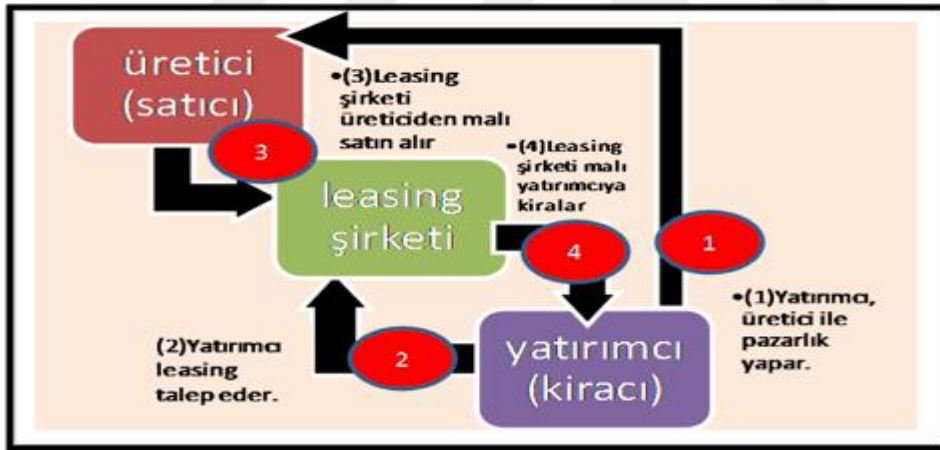 üretici
(satıcı)
•(3)Leasing
şirketi
üreticiden malı
satın alır
3
•(4)Leasing
şirketi malı
yatırımcıya
kiralar
leasing
şirketi
4
1
•(1)Yatırımcı,
üretici ile
pazarlık
yapar.
(2)Yatırımcı
leasing
talep eder.
2
yatırımcı
(kiracı)